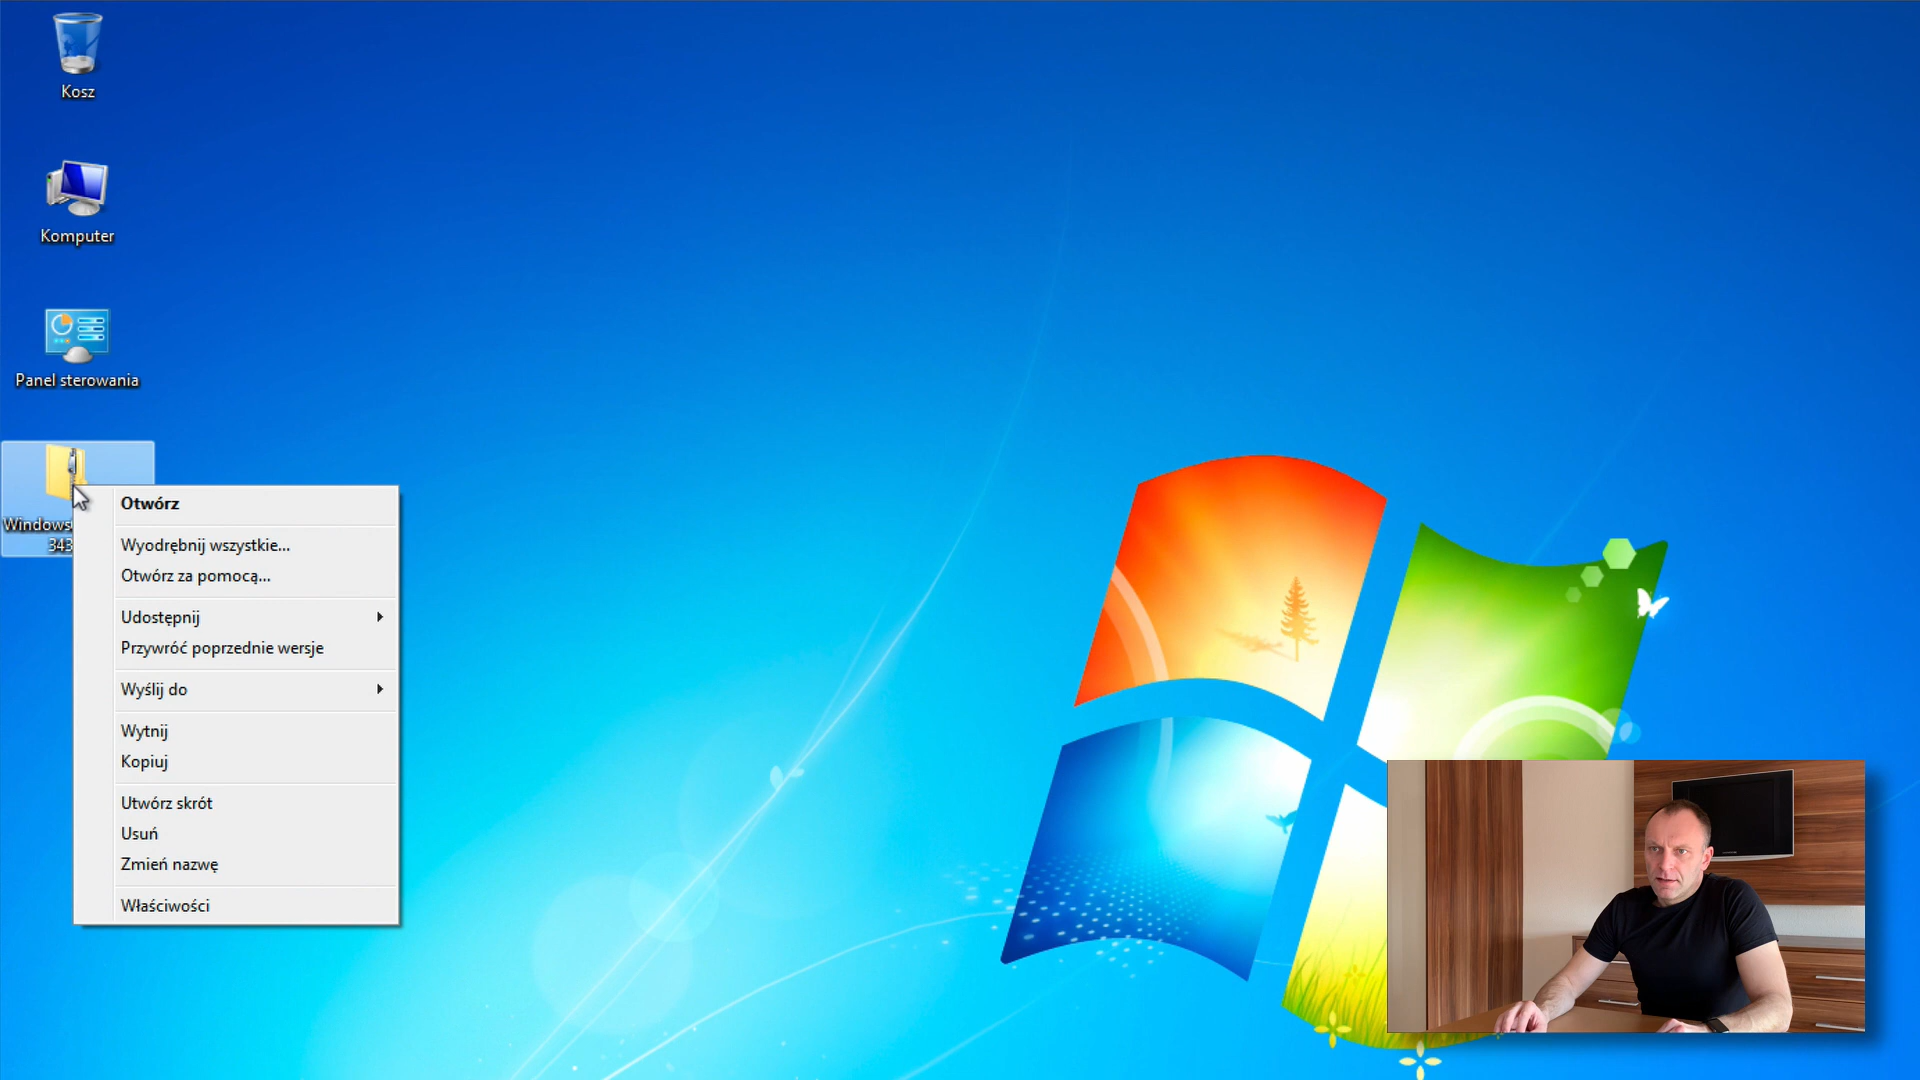 Kosz
Komputer
Panel sterowania
Windows
343
Otwórz
Wyodrębnij wszystkie...
Otwórz za pomocą...
Udostępnij
Przywróć poprzednie wersje
Wyślij do
Wytnij
Kopiuj
Utwórz skrót
Usuń
Zmień nazwę
Właściwości